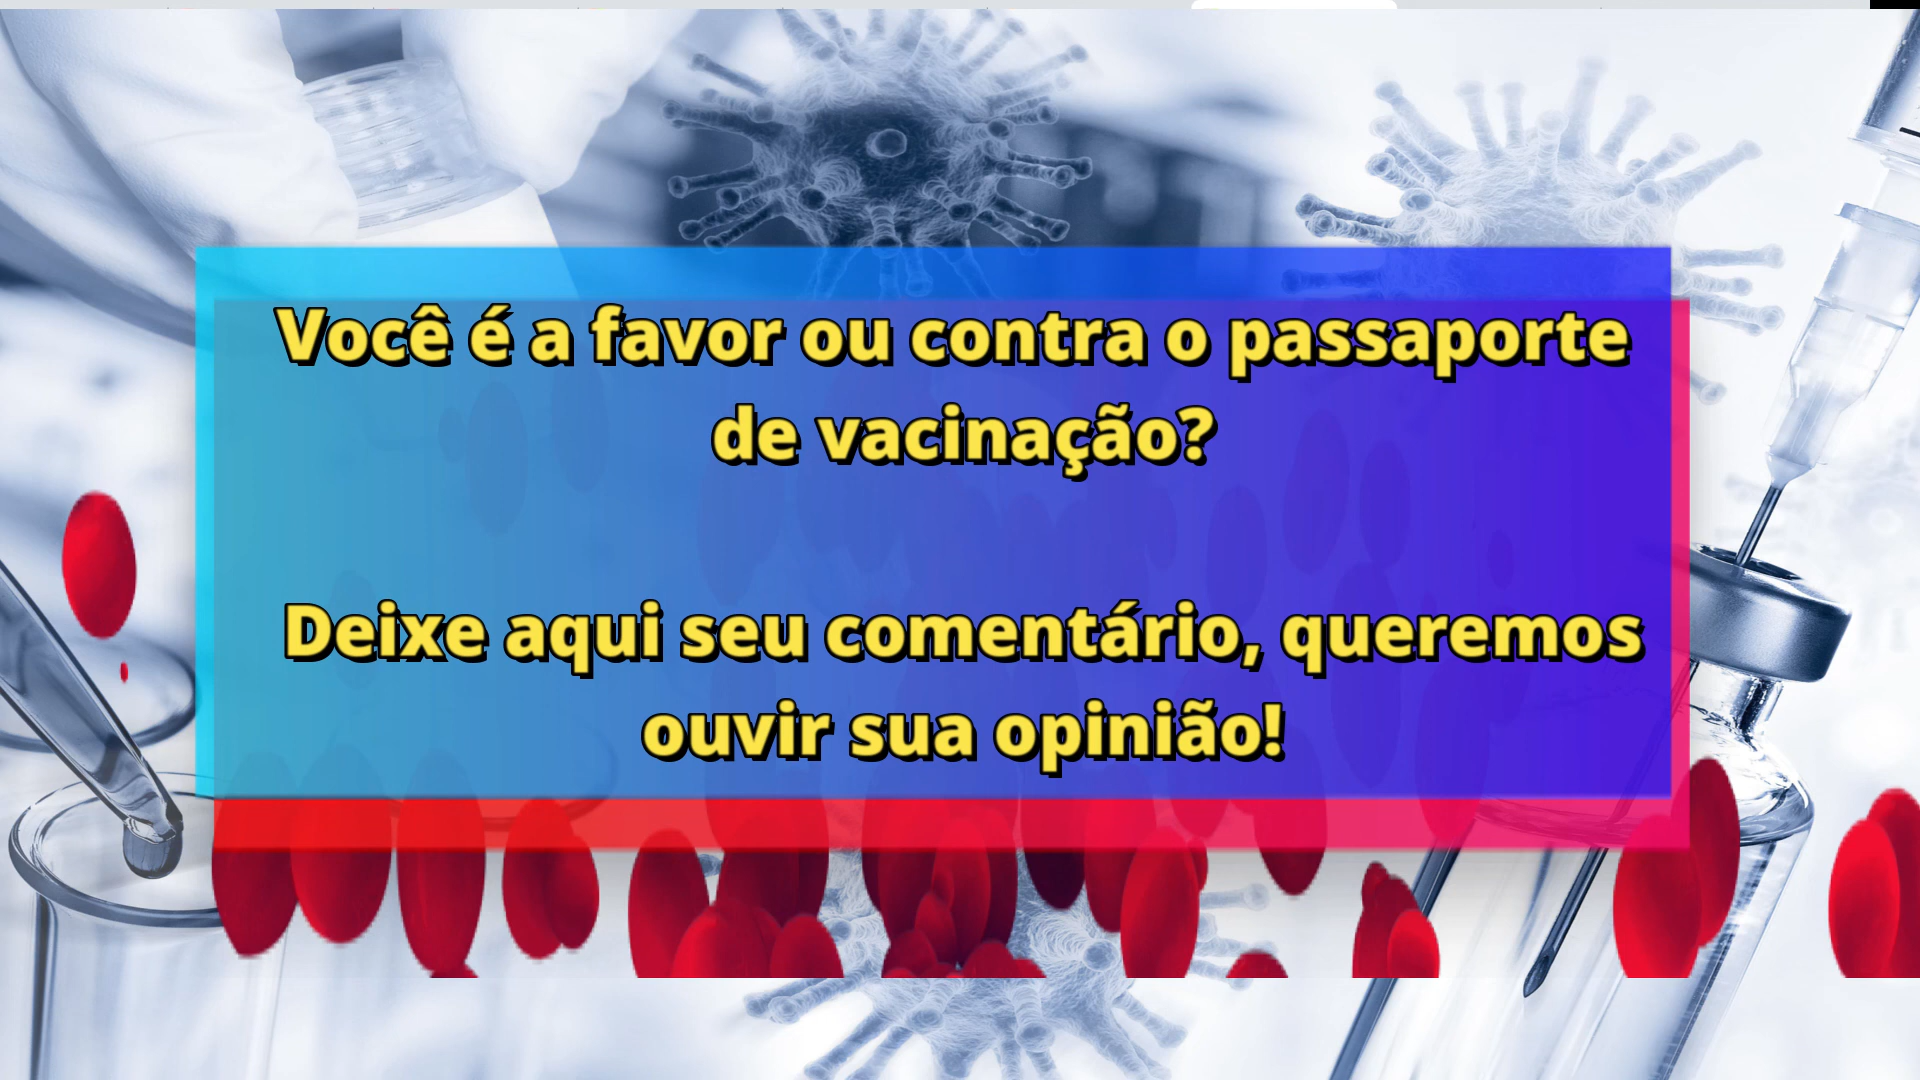 Você é a favor ou contra o passaporte
de vacinação?
Deixe aqui seu comentário, queremos
ouvir sua opinião!